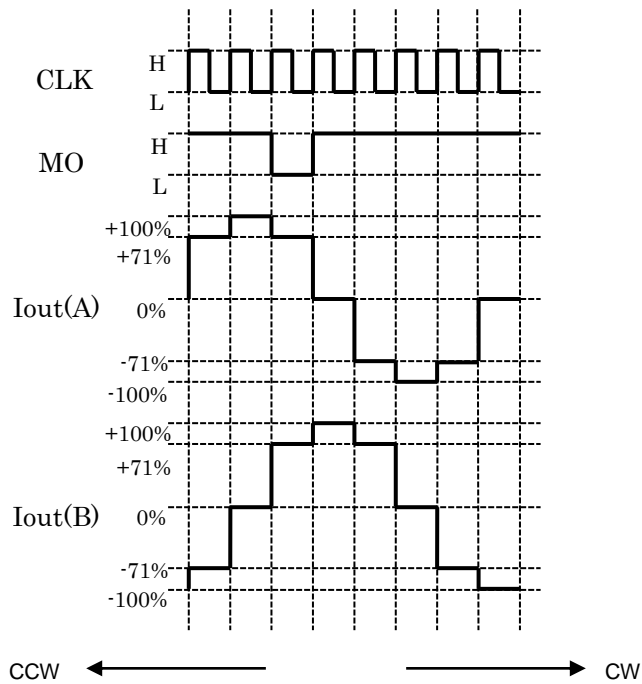 CLK
H
L
MO
H
L
Iout(A)
+100%
+71%
0%
-71%
-100%
Iout(B)
+100%
+71%
0%
-71%
-100%
CCW
CW